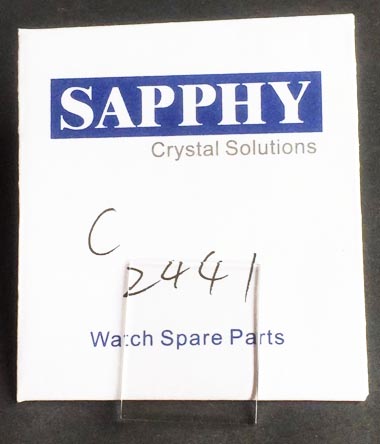 SAPPHY
Crystal Solutions
C
2441
Watch Spare Parts